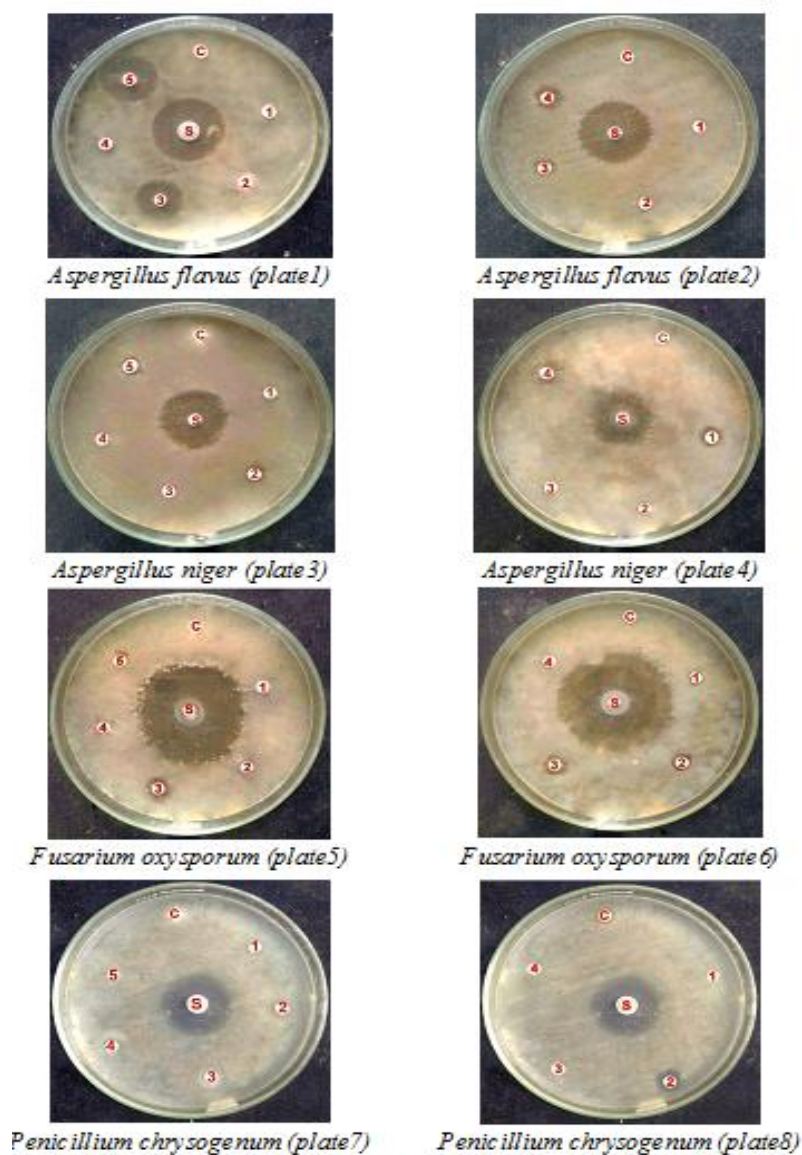 C
5
1
S
4
2
3
Aspergillus flavus (plate1)
C
4
1
S
3
2
Aspergillus flavus (plate2)
C
5
1
S
4
2
3
Aspergillus niger (plate3)
C
4
S
1
3
2
Aspergillus niger (plate4)
C
5
1
S
4
2
3
Fusarium oxysporum (plate5)
C
4
1
S
3
2
Fusarium oxysporum (plate6)
C
1
5
S
2
4
3
Penicillium chrysogenum (plate7)
C
4
1
S
3
2
Penicillium chrysogenum (plate8)